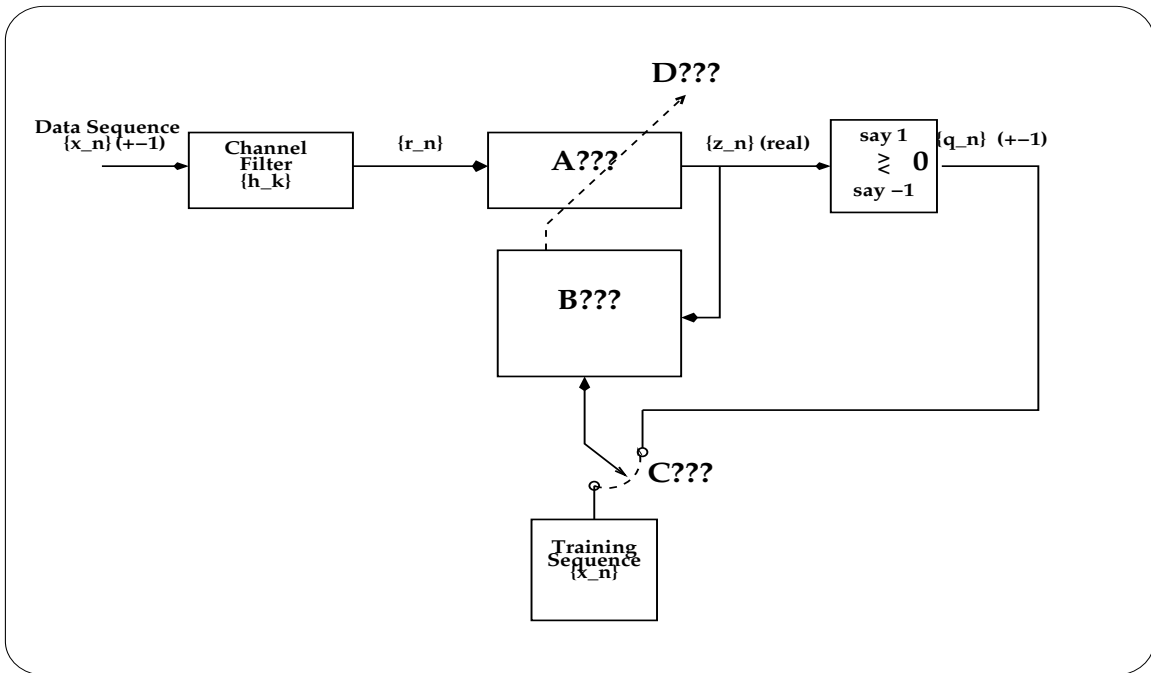 D???
Data Sequence
{x_n} (+−1)
Channel
Filter
{h_k}
{r_n}
A???
{z_n} (real)
say 1
≥
< 0
say −1
{q_n} (+−1)
B???
C???
Training
Sequence
{x_n}